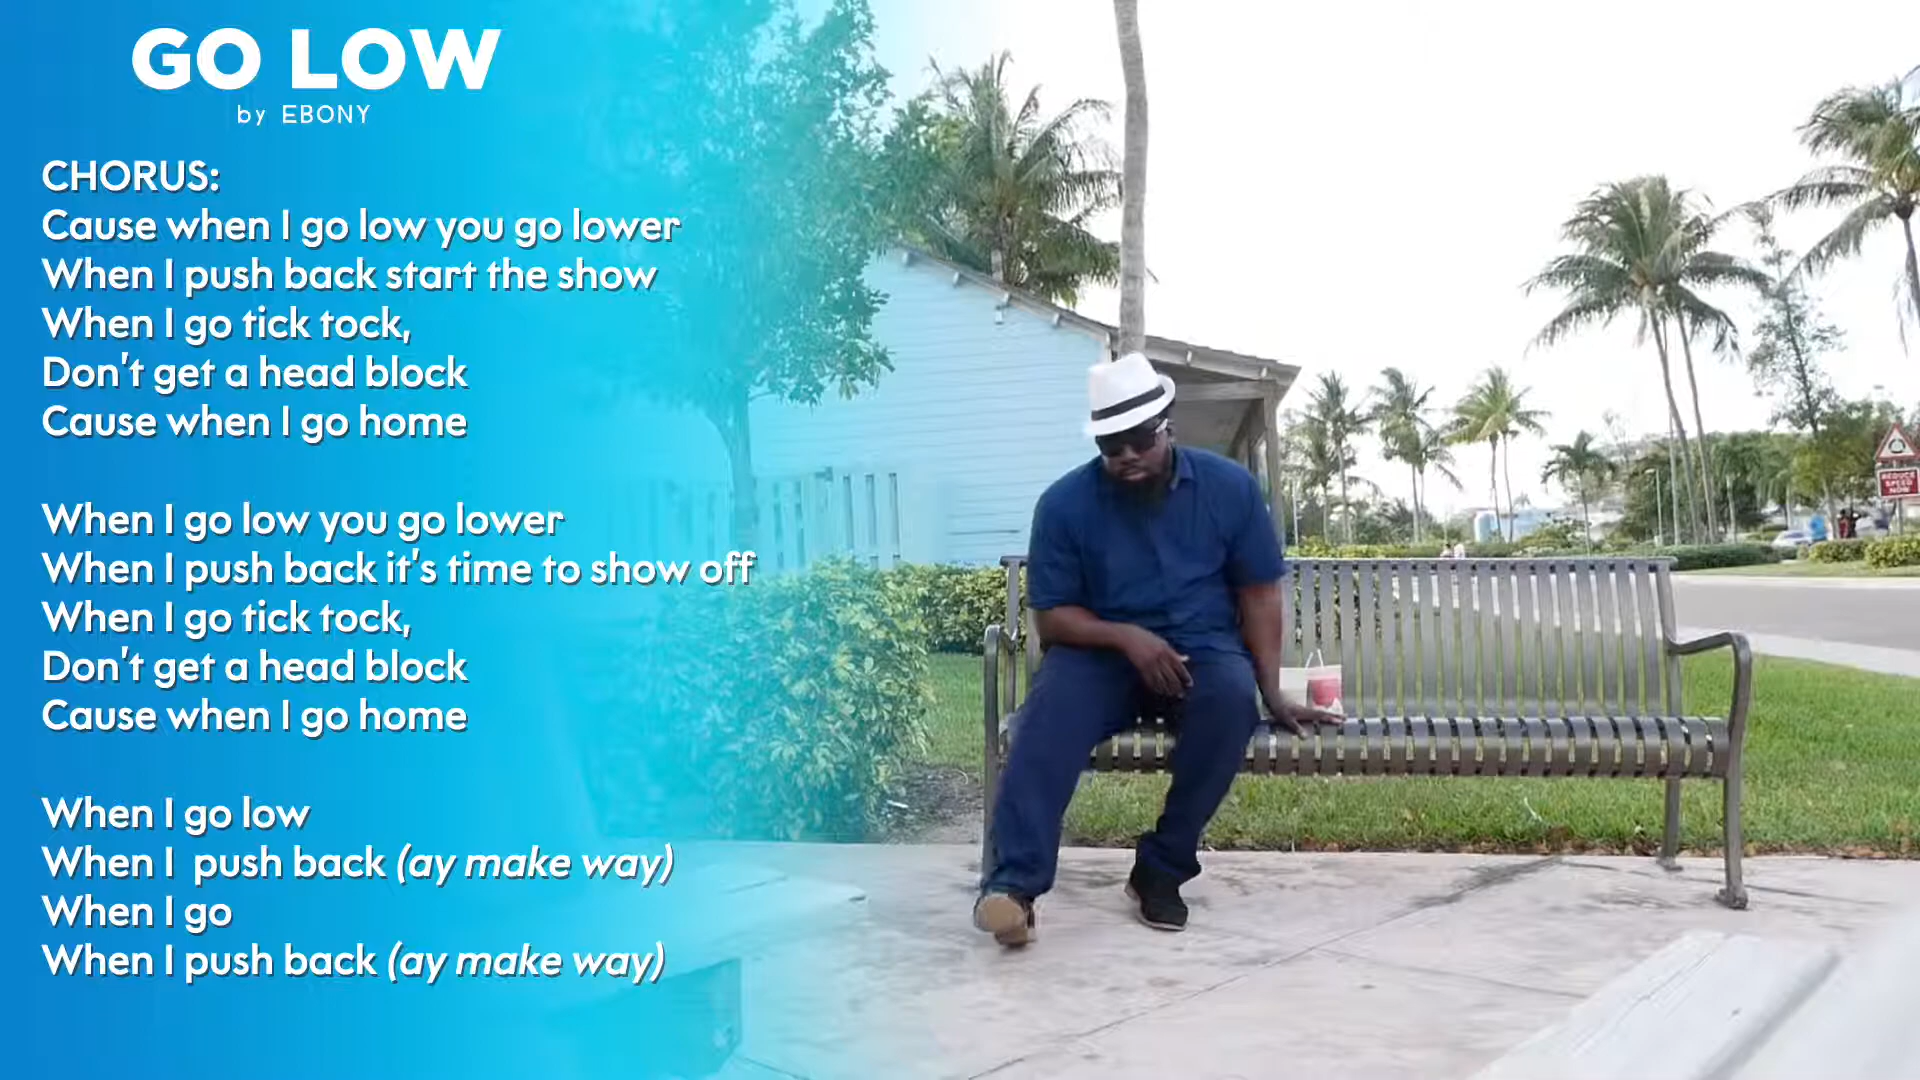 GO LOW
by EBONY
CHORUS:
Cause when I go low you go lower
When I push back start the show
When I go tick tock,
Don't get a head block
Cause when I go home
When I go low you go lower
When I push back it's time to show off
When I go tick tock,
Don't get a head block
Cause when I go home
When I go low
When I  push back (ay make way)
When I go
When I push back (ay make way)
REDUCE
SPEED
NOW